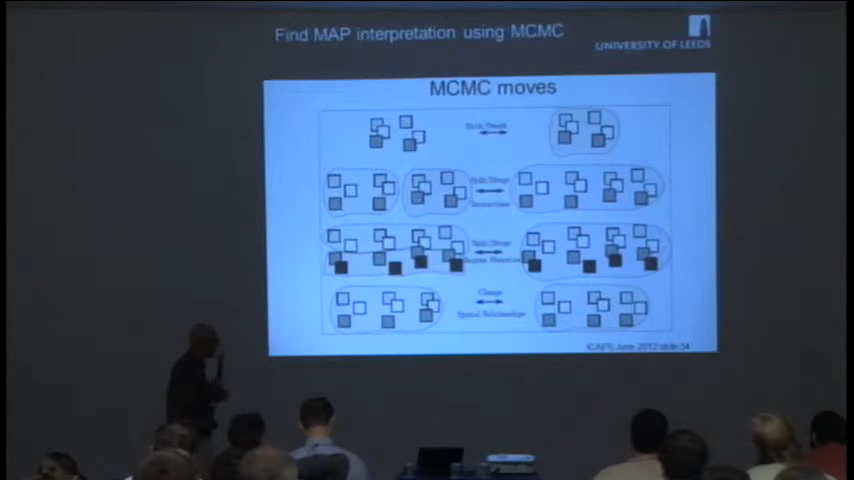 Find MAP interpretation using MCMC
UNIVERSITY OF LEEDS
MCMC moves
Birth/Death
Split/Merge
Interactions
Split/Merge
Change
Spatial Relationships
ICAPS June 2012 slide 34